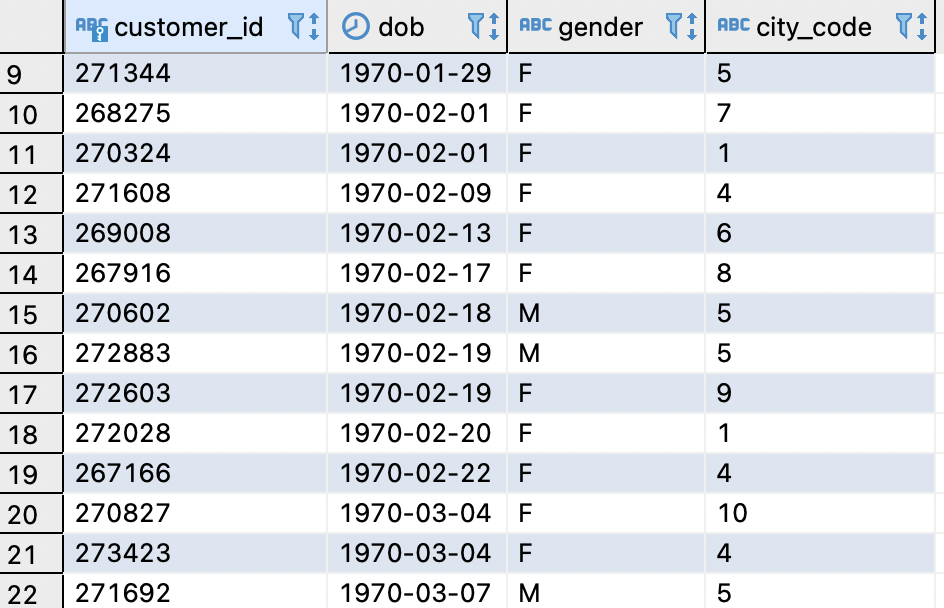 ABC customer_id dob ABC gender ABC city_code
9 271344 1970-01-29 F 5
10 268275 1970-02-01 F 7
11 270324 1970-02-01 F 1
12 271608 1970-02-09 F 4
13 269008 1970-02-13 F 6
14 267916 1970-02-17 F 8
15 270602 1970-02-18 M 5
16 272883 1970-02-19 M 5
17 272603 1970-02-19 F 9
18 272028 1970-02-20 F 1
19 267166 1970-02-22 F 4
20 270827 1970-03-04 F 10
21 273423 1970-03-04 F 4
22 271692 1970-03-07 M 5